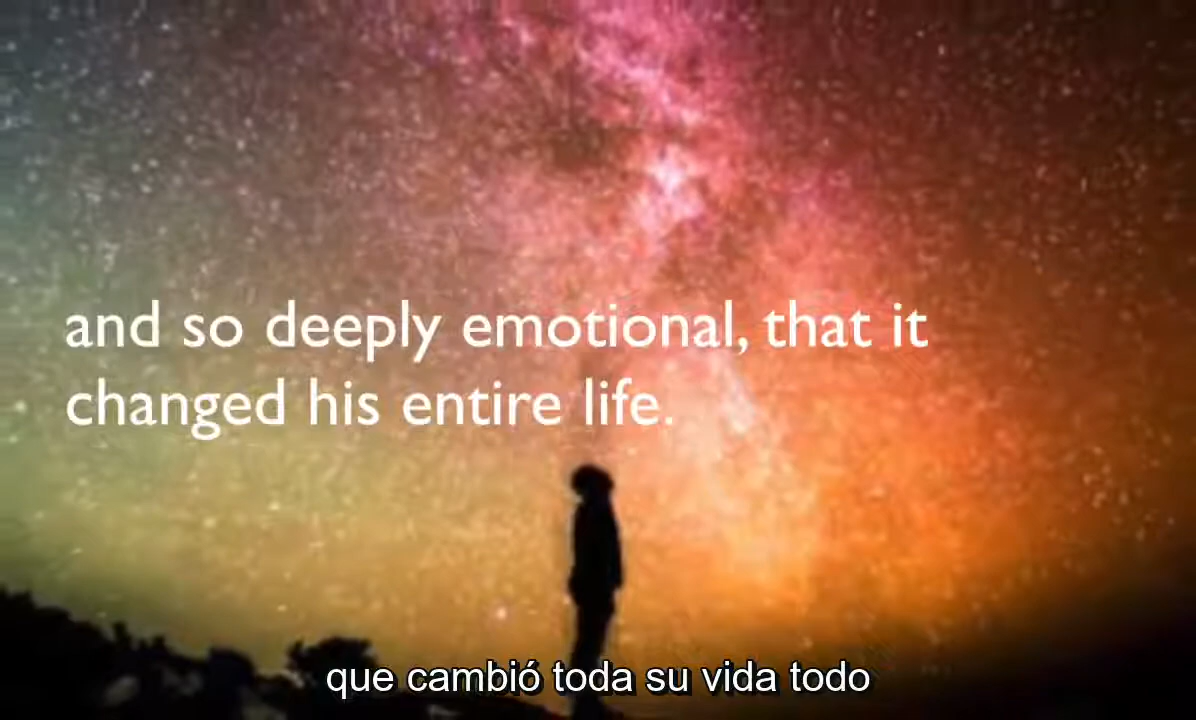 and so deeply emotional, that it
changed his entire life.
que cambió toda su vida todo